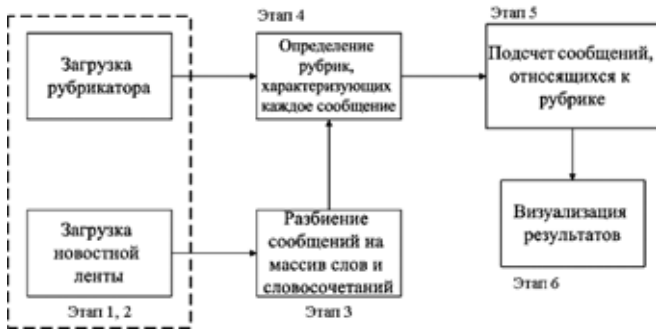 Этап 4
Этап 5
Загрузка
рубрикатора
Определение
рубрик,
характеризующих
каждое сообщение
Подсчет сообщений,
относящихся к
рубрике
Загрузка
новостной
ленты
Разбиение
сообщений на
массив слов и
словосочетаний
Визуализация
результатов
Этап 1, 2
Этап 3
Этап 6